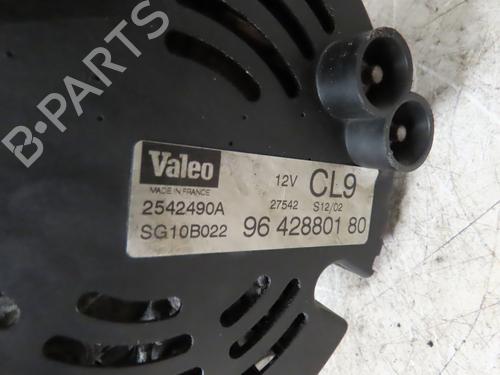 B-PARTS
Valeo
MADE IN FRANCE
2542490A
SG10B022
12V CL9
27542 S12/02
96 428801 80